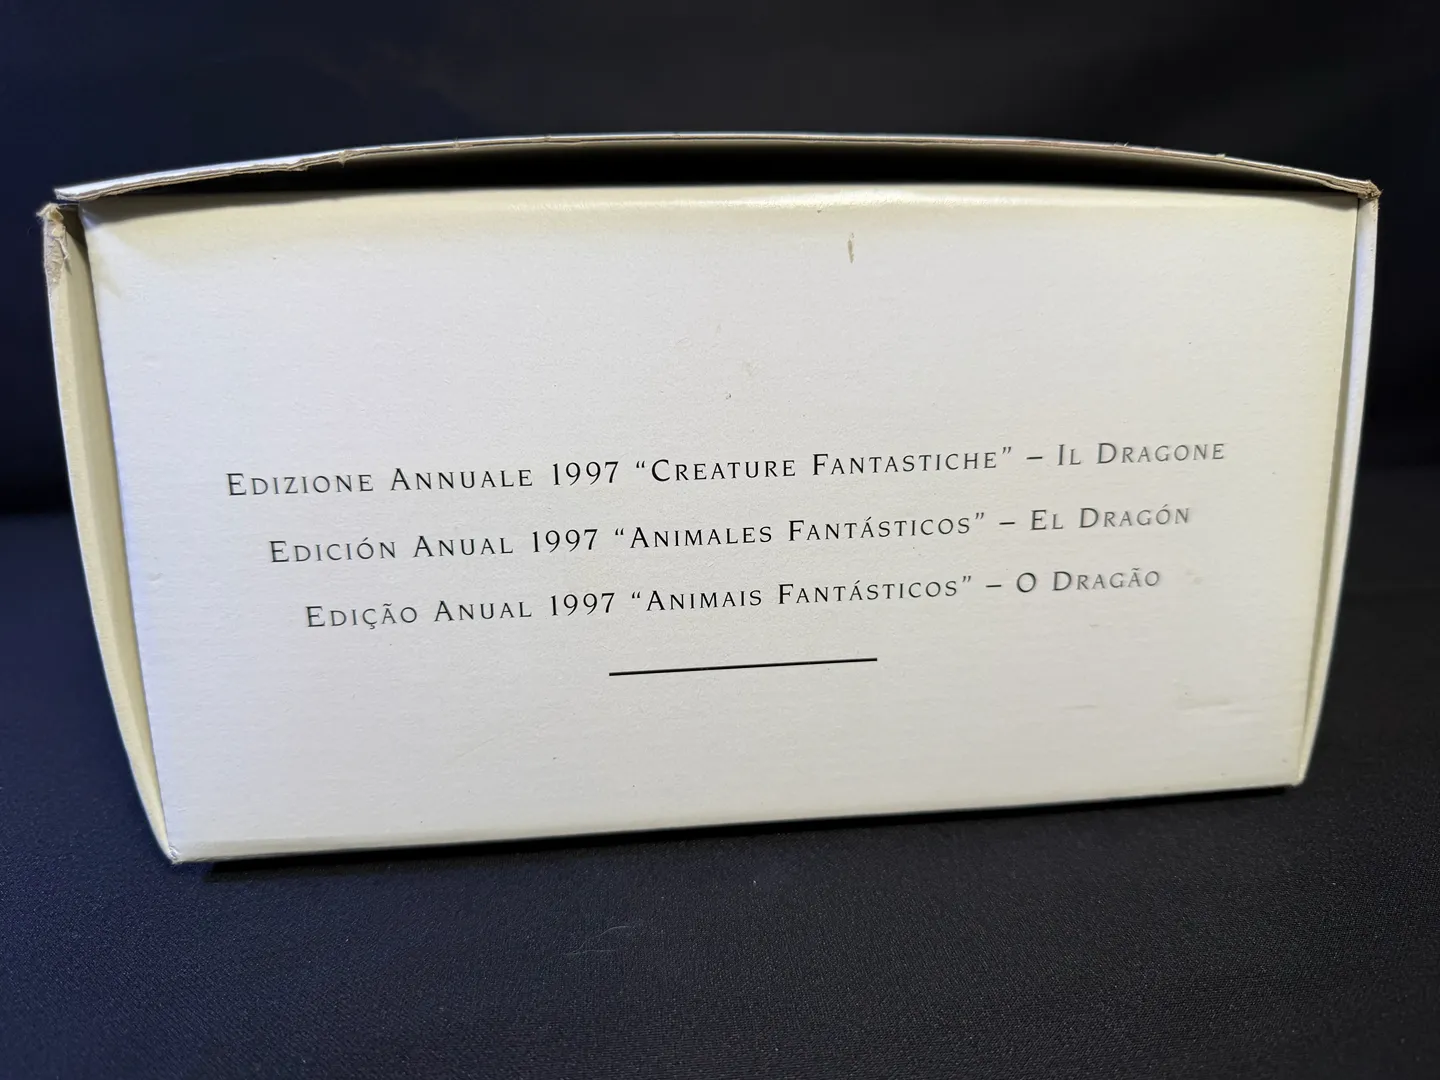 Edizione Annuale 1997 “Creature Fantastiche” – Il Dragone
Edición Anual 1997 “Animales Fantásticos” – El Dragón
Edição Anual 1997 “Animais Fantásticos” – O Dragão